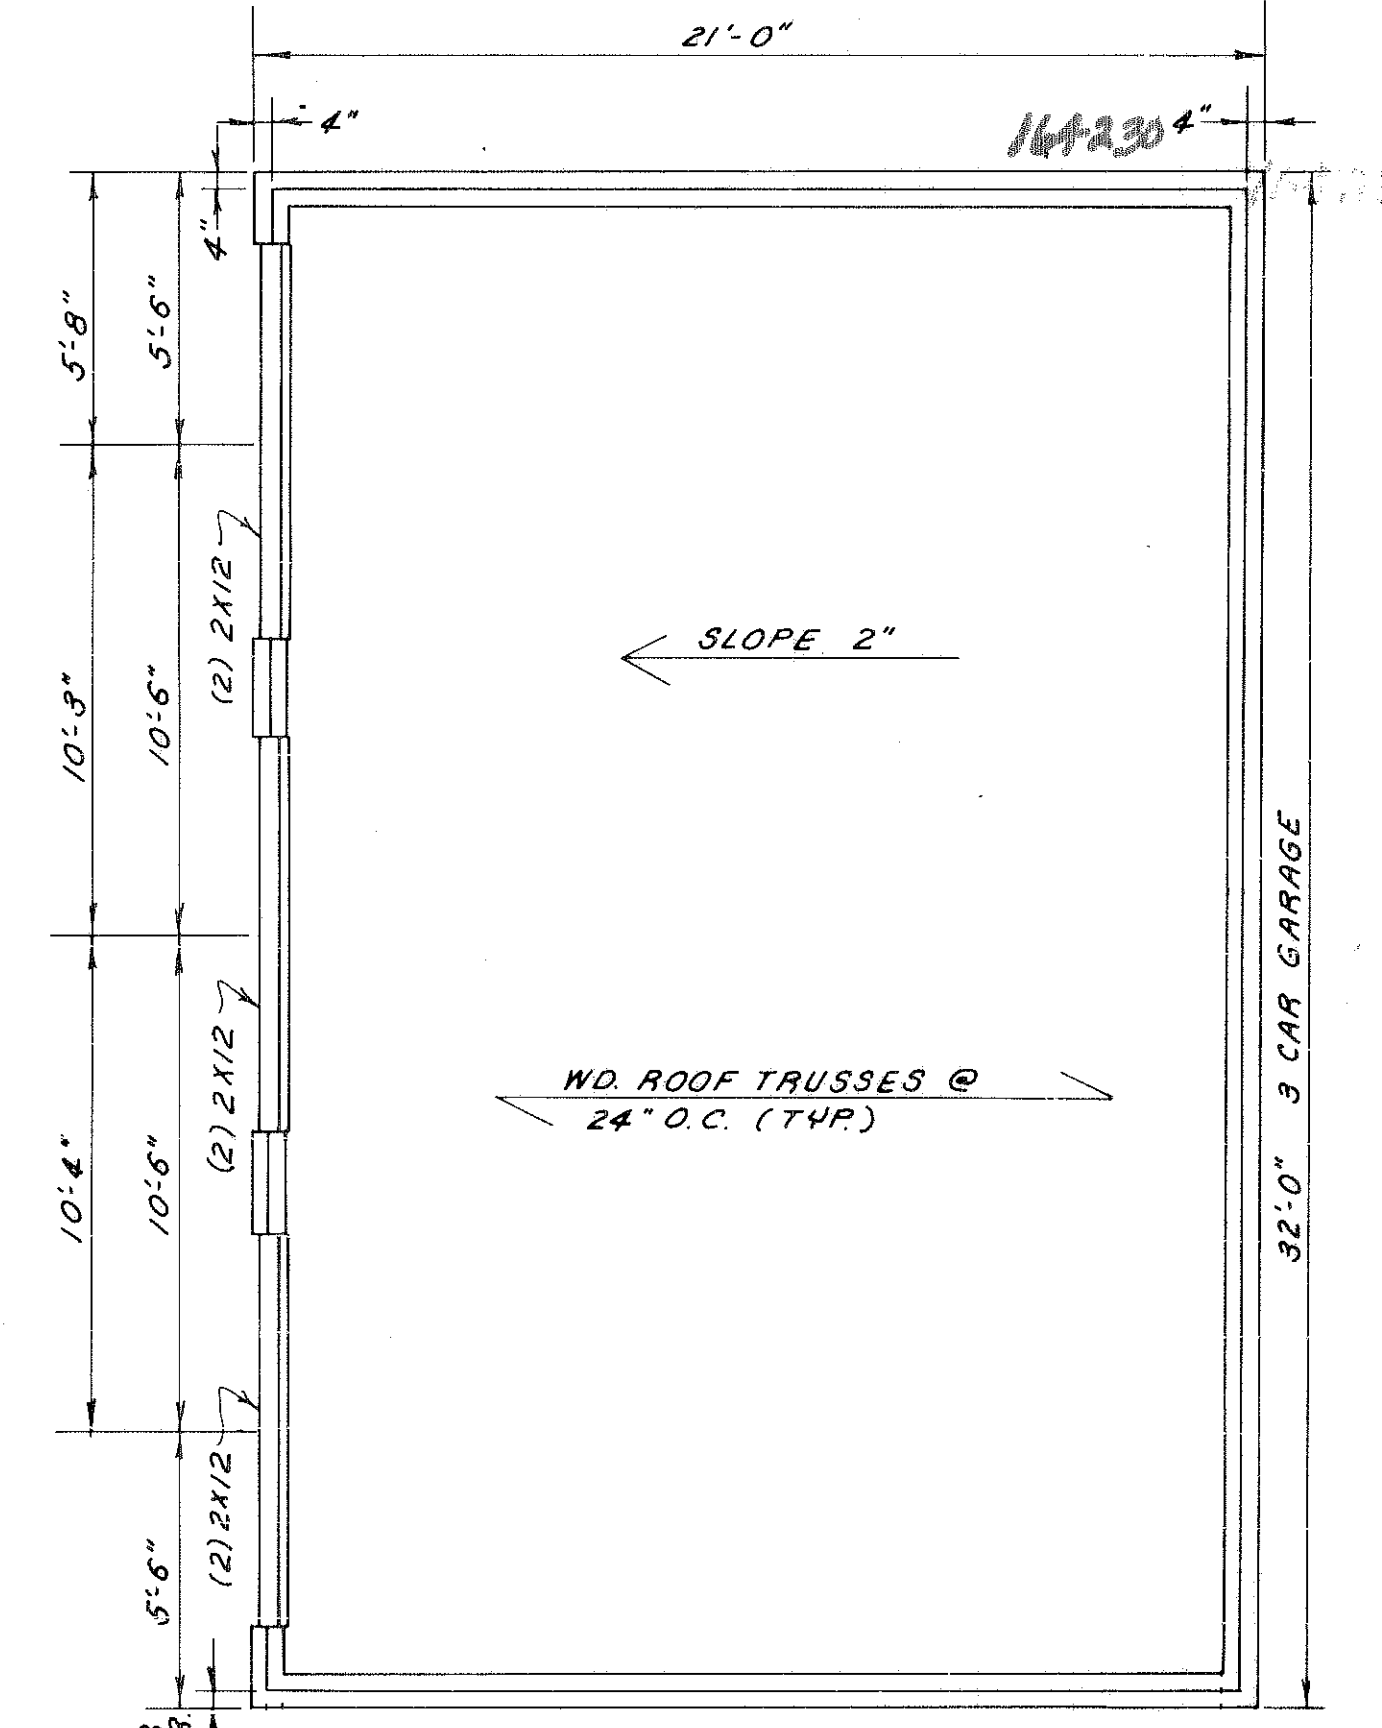 21'-0"
4"
164230
4"
4"
5'-8"
5'-6"
(2) 2X12
10'-3"
10'-6"
SLOPE 2"
(2) 2X12
10'-4"
10'-6"
WD. ROOF TRUSSES @
24" O.C. (TYP.)
32'-0" 3 CAR GARAGE
(2) 2X12
5'-6"